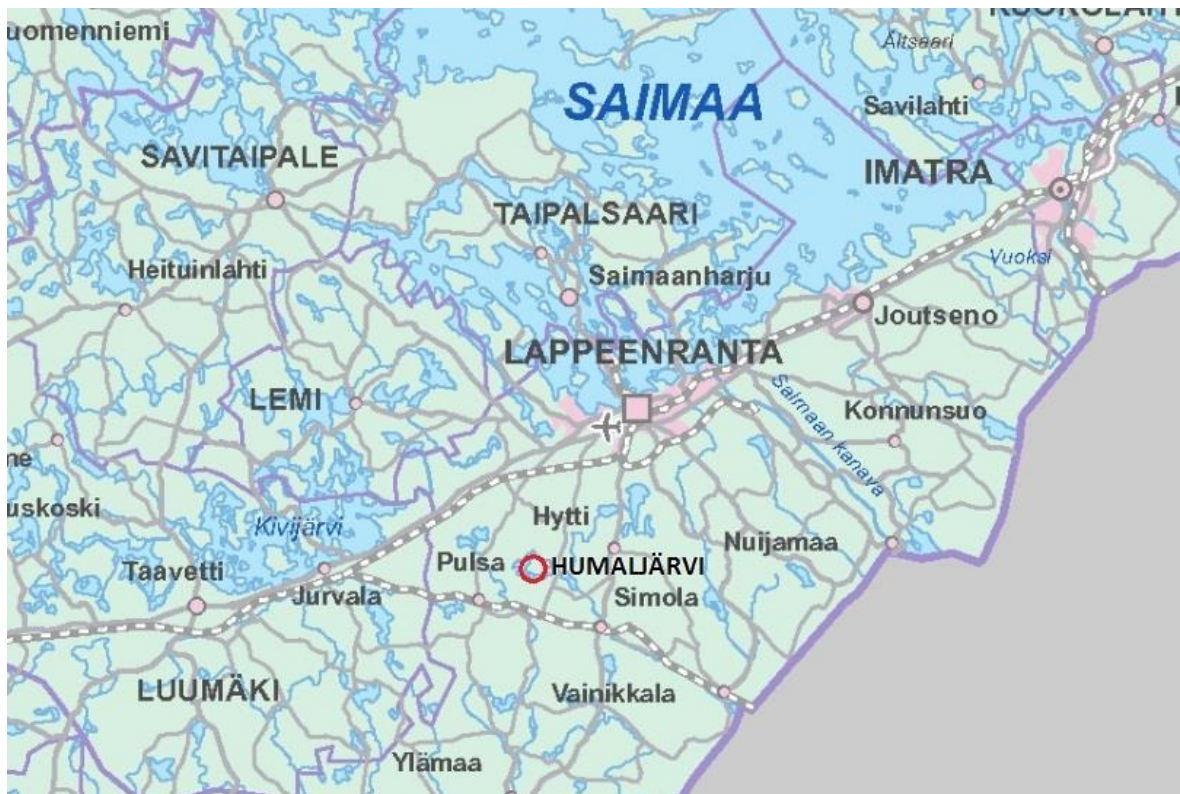 uomenniemi
Ältsaari
SAIMAA
Savilahti
SAVITAIPALE
IMATRA
TAIPALSAARI
Vuoksi
Heituinlahti
Saimaanharju
Joutseno
LAPPEENRANTA
LEMI
Saimaan kanava
Konnunsuo
uskoski
Kivijärvi
Hytti
Nuijamaa
Pulsa
HUMALJÄRVI
Taavetti
Jurvala
Simola
LUUMÄKI
Vainikkala
Ylämaa